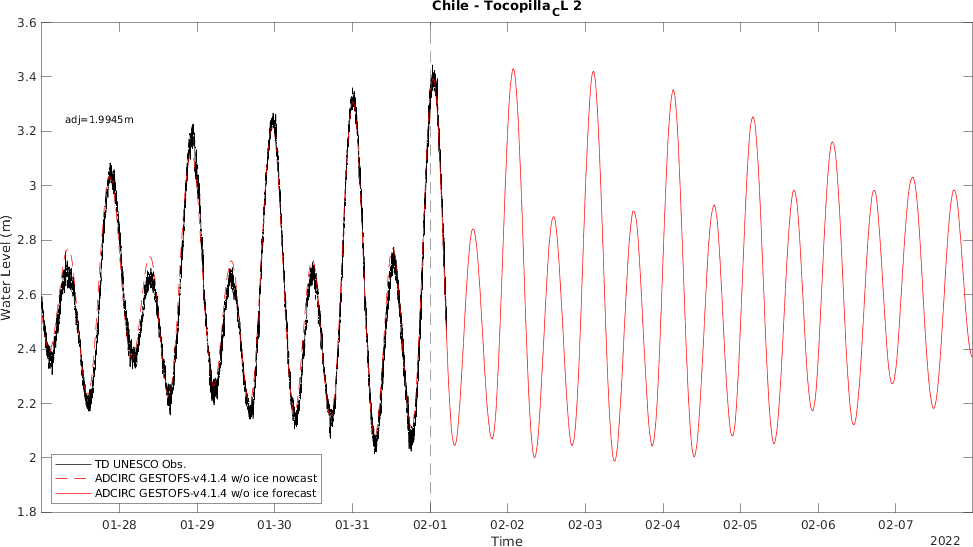 Chile - Tocopilla_CL 2
adj=1.9945m
Water Level (m)
3.6
3.4
3.2
3
2.8
2.6
2.4
2.2
2
1.8
TD UNESCO Obs.
ADCIRC GESTOFS-v4.1.4 w/o ice nowcast
ADCIRC GESTOFS-v4.1.4 w/o ice forecast
01-28 01-29 01-30 01-31 02-01 02-02 02-03 02-04 02-05 02-06 02-07
Time
2022